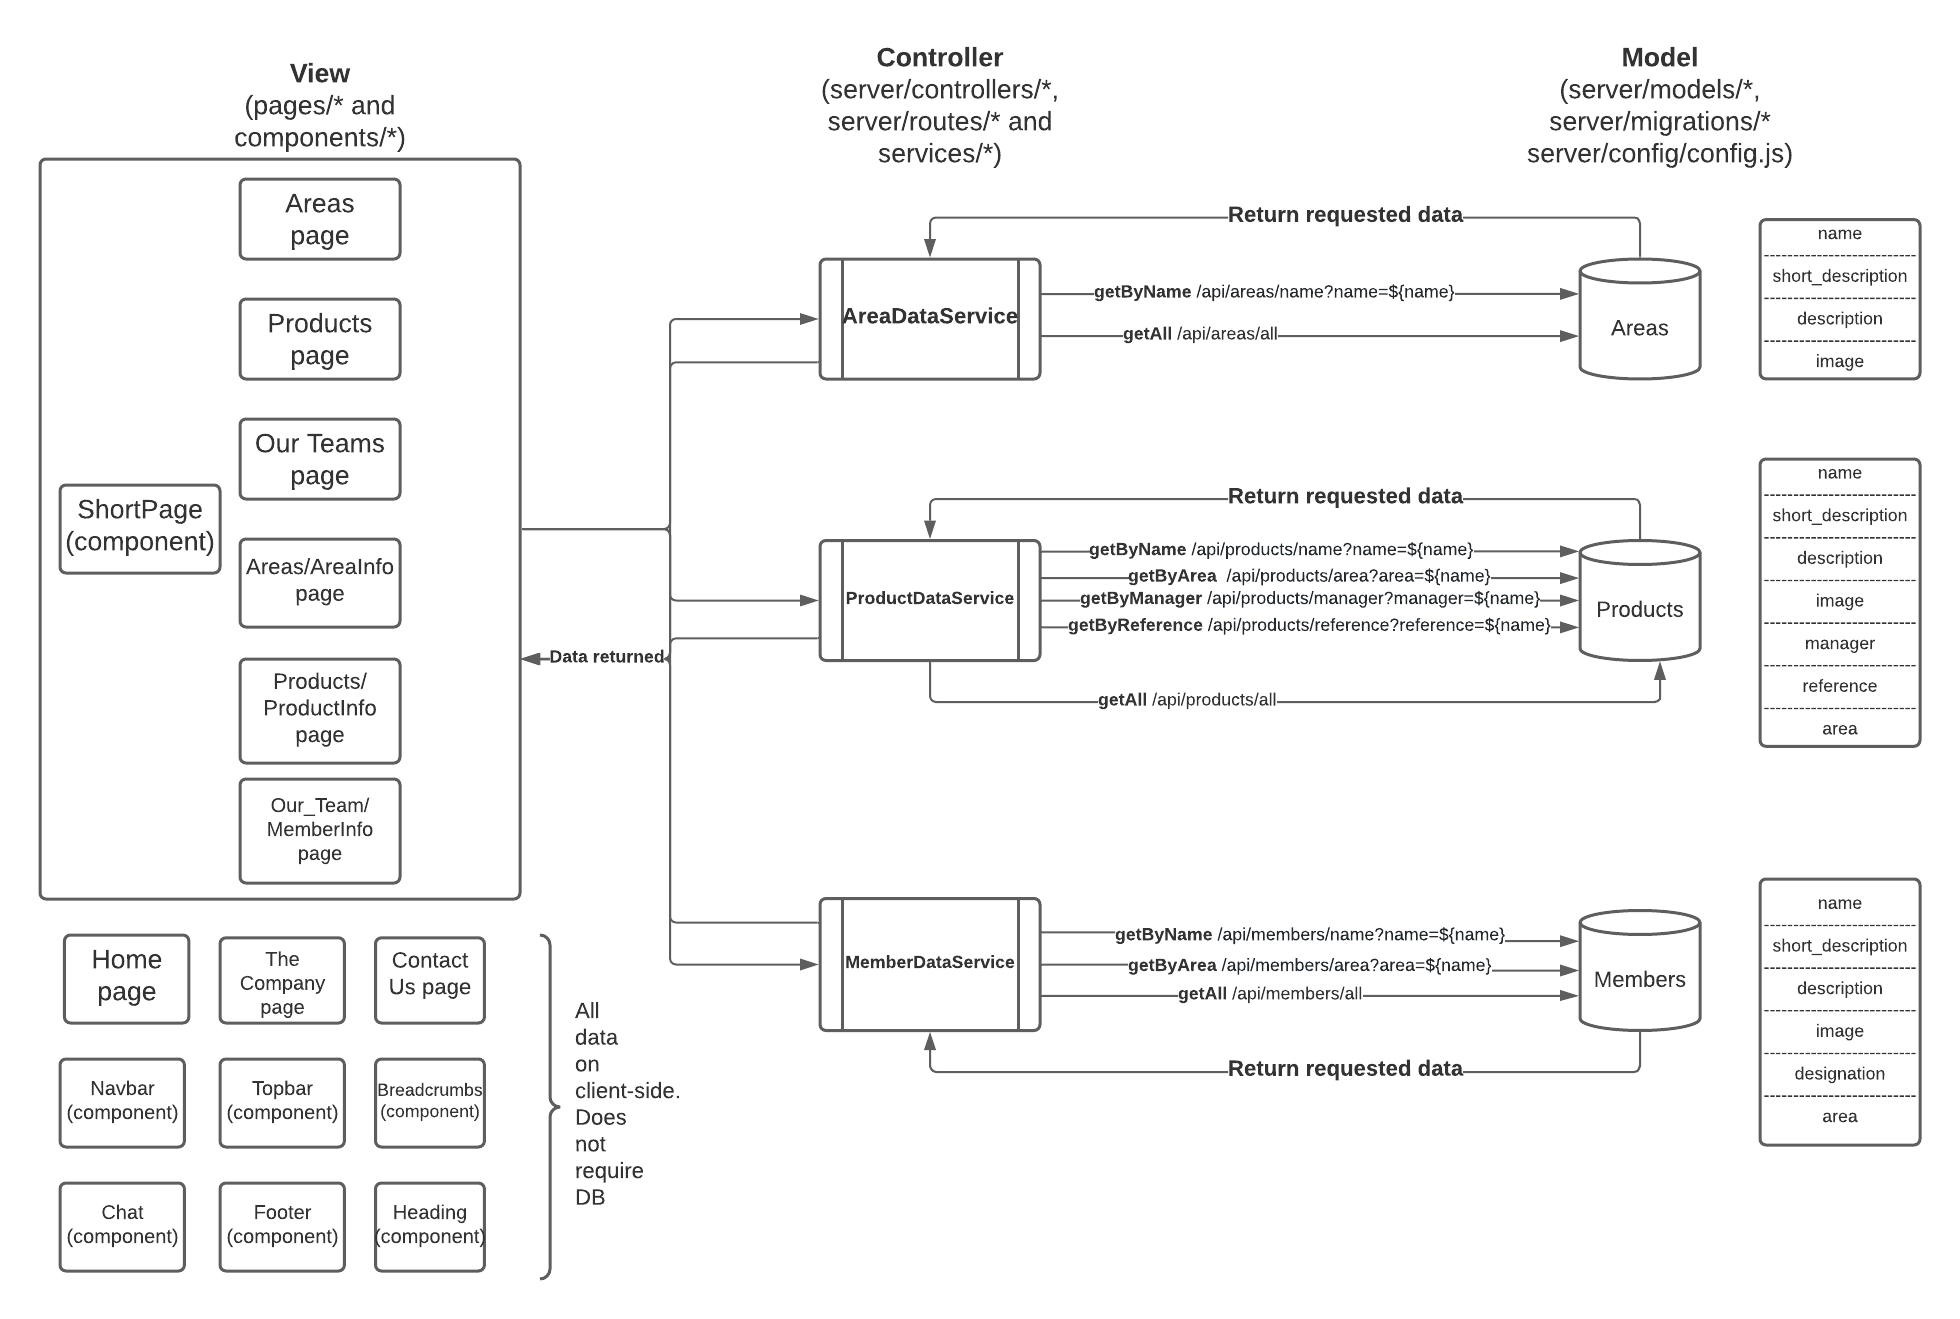 View
(pages/* and
components/*)
Controller
(server/controllers/*,
server/routes/* and
services/*)
Model
(server/models/*,
server/migrations/*
server/config/config.js)
Areas
page
Products
page
Our Teams
page
ShortPage
(component)
Areas/AreaInfo
page
Products/
ProductInfo
page
Our_Team/
MemberInfo
page
Data returned
Return requested data
AreaDataService
getByName /api/areas/name?name=${name}
getAll /api/areas/all
Areas
name
short_description
description
image
Return requested data
ProductDataService
getByName /api/products/name?name=${name}
getByArea /api/products/area?area=${name}
getByManager /api/products/manager?manager=${name}
getByReference /api/products/reference?reference=${name}
getAll /api/products/all
Products
name
short_description
description
image
manager
reference
area
MemberDataService
getByName /api/members/name?name=${name}
getByArea /api/members/area?area=${name}
getAll /api/members/all
Return requested data
Members
name
short_description
description
image
designation
area
Home
page
The
Company
page
Contact
Us page
Navbar
(component)
Topbar
(component)
Breadcrumbs
(component)
Chat
(component)
Footer
(component)
Heading
(component)
All
data
on
client-side.
Does
not
require
DB